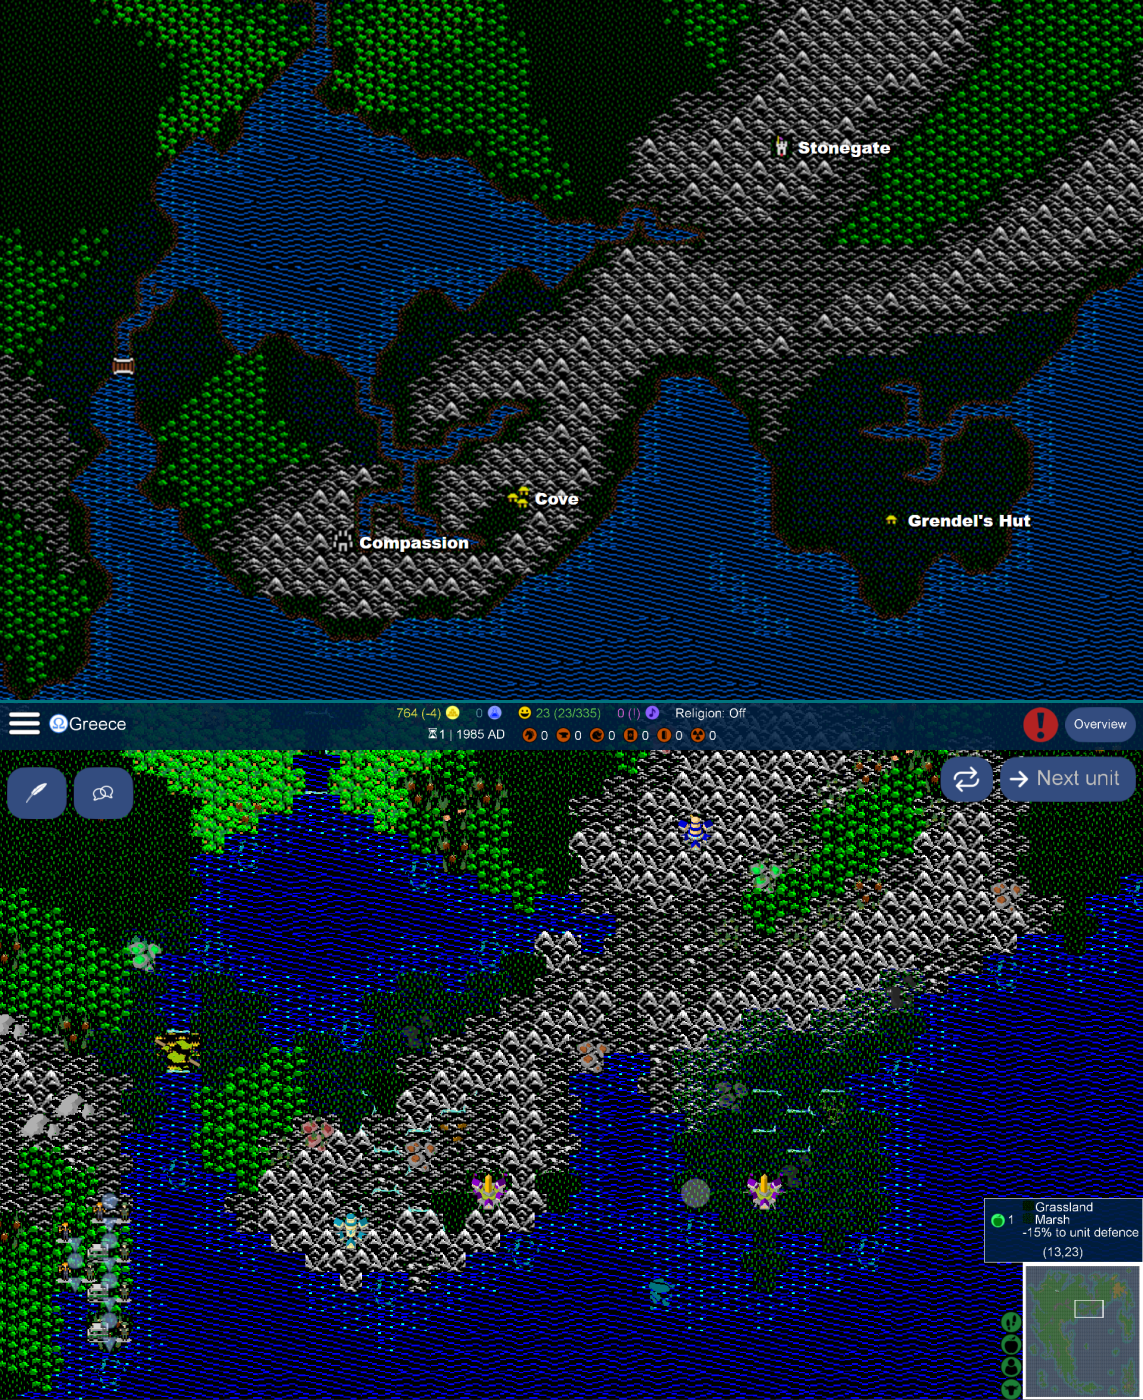 Stonegate
Cove
Grendel's Hut
Compassion
Greece
764 (-4) 0 23 (23/335) 0 (!) Religion: Off
1 | 1985 AD 0 0 0 0 0 0
Overview
Next unit
Grassland
1 Marsh
-15% to unit defence
(13,23)